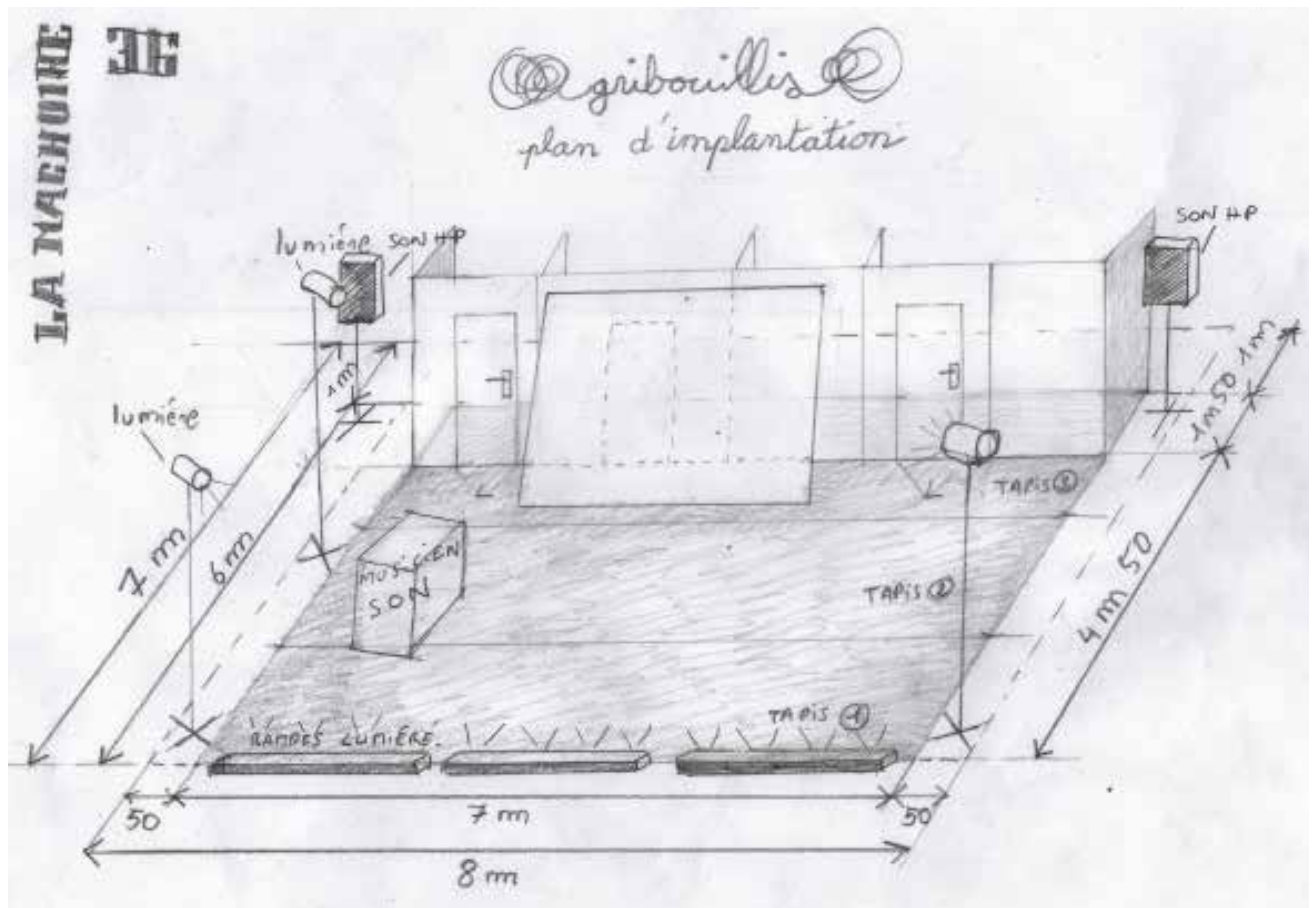 LA MACHOIRE
36
gribouillis
plan d'implantation
lumière
SON HP
SON HP
lumière
1m
1m
1m50
7m
6m
4m50
TAPIS ③
TAPIS ②
MUSICIEN
SON
TAPIS ①
RAMPES LUMIÈRE.
50
7m
50
8m